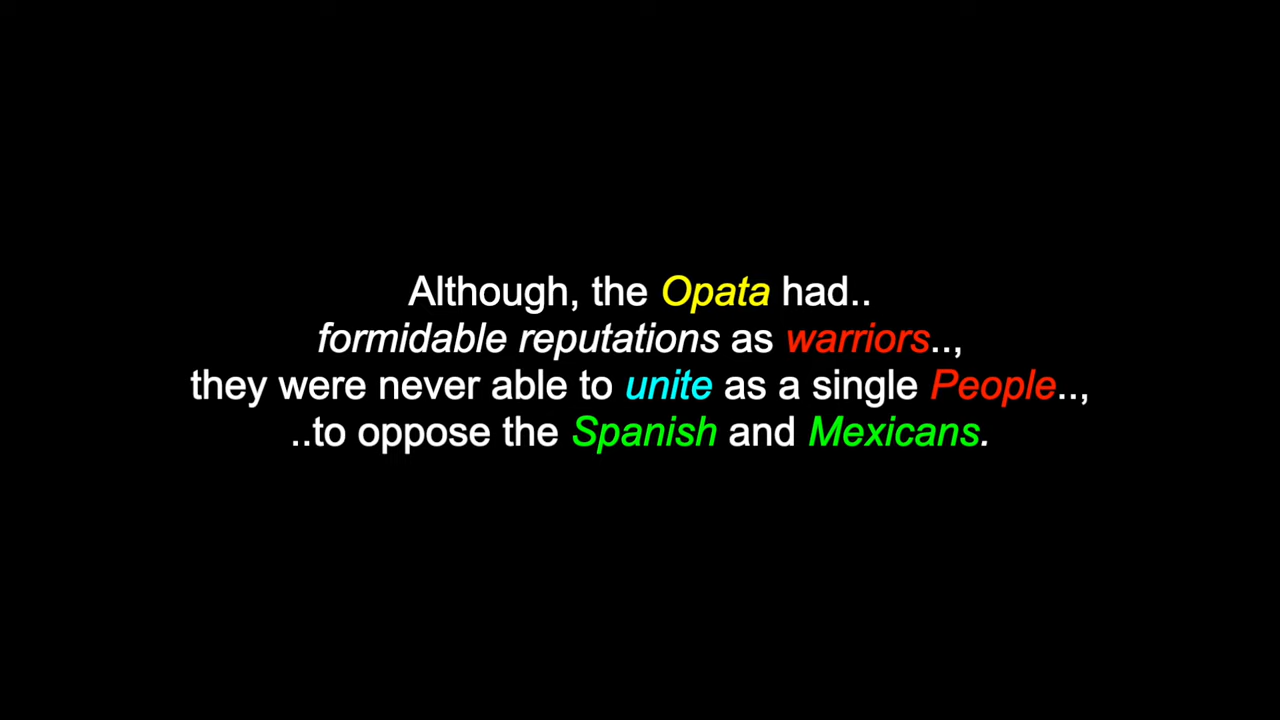 Although, the Opata had..
formidable reputations as warriors..,
they were never able to unite as a single People..,
..to oppose the Spanish and Mexicans.